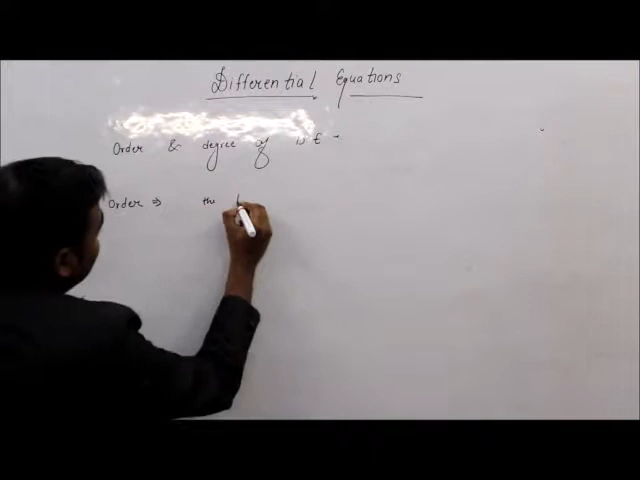 Differential Equations
Order & degree of D.E -
Order ⇒ the